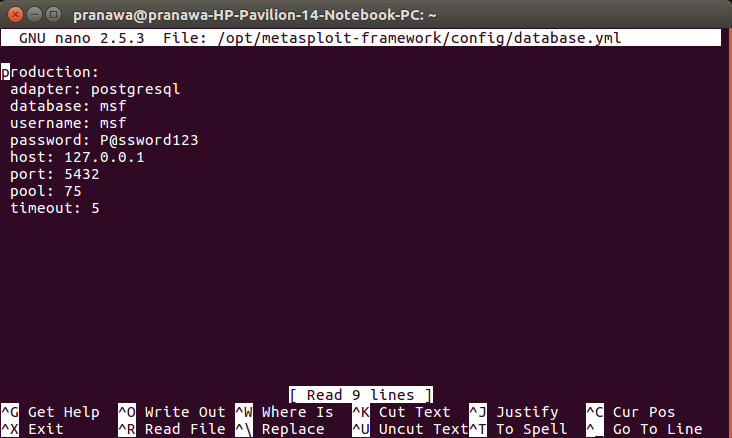 pranawa@pranawa-HP-Pavilion-14-Notebook-PC: ~
GNU nano 2.5.3 File: /opt/metasploit-framework/config/database.yml
production:
 adapter: postgresql
 database: msf
 username: msf
 password: P@ssword123
 host: 127.0.0.1
 port: 5432
 pool: 75
 timeout: 5
[ Read 9 lines ]
^G Get Help ^O Write Out ^W Where Is ^K Cut Text ^J Justify ^C Cur Pos
^X Exit ^R Read File ^\ Replace ^U Uncut Text^T To Spell ^_ Go To Line